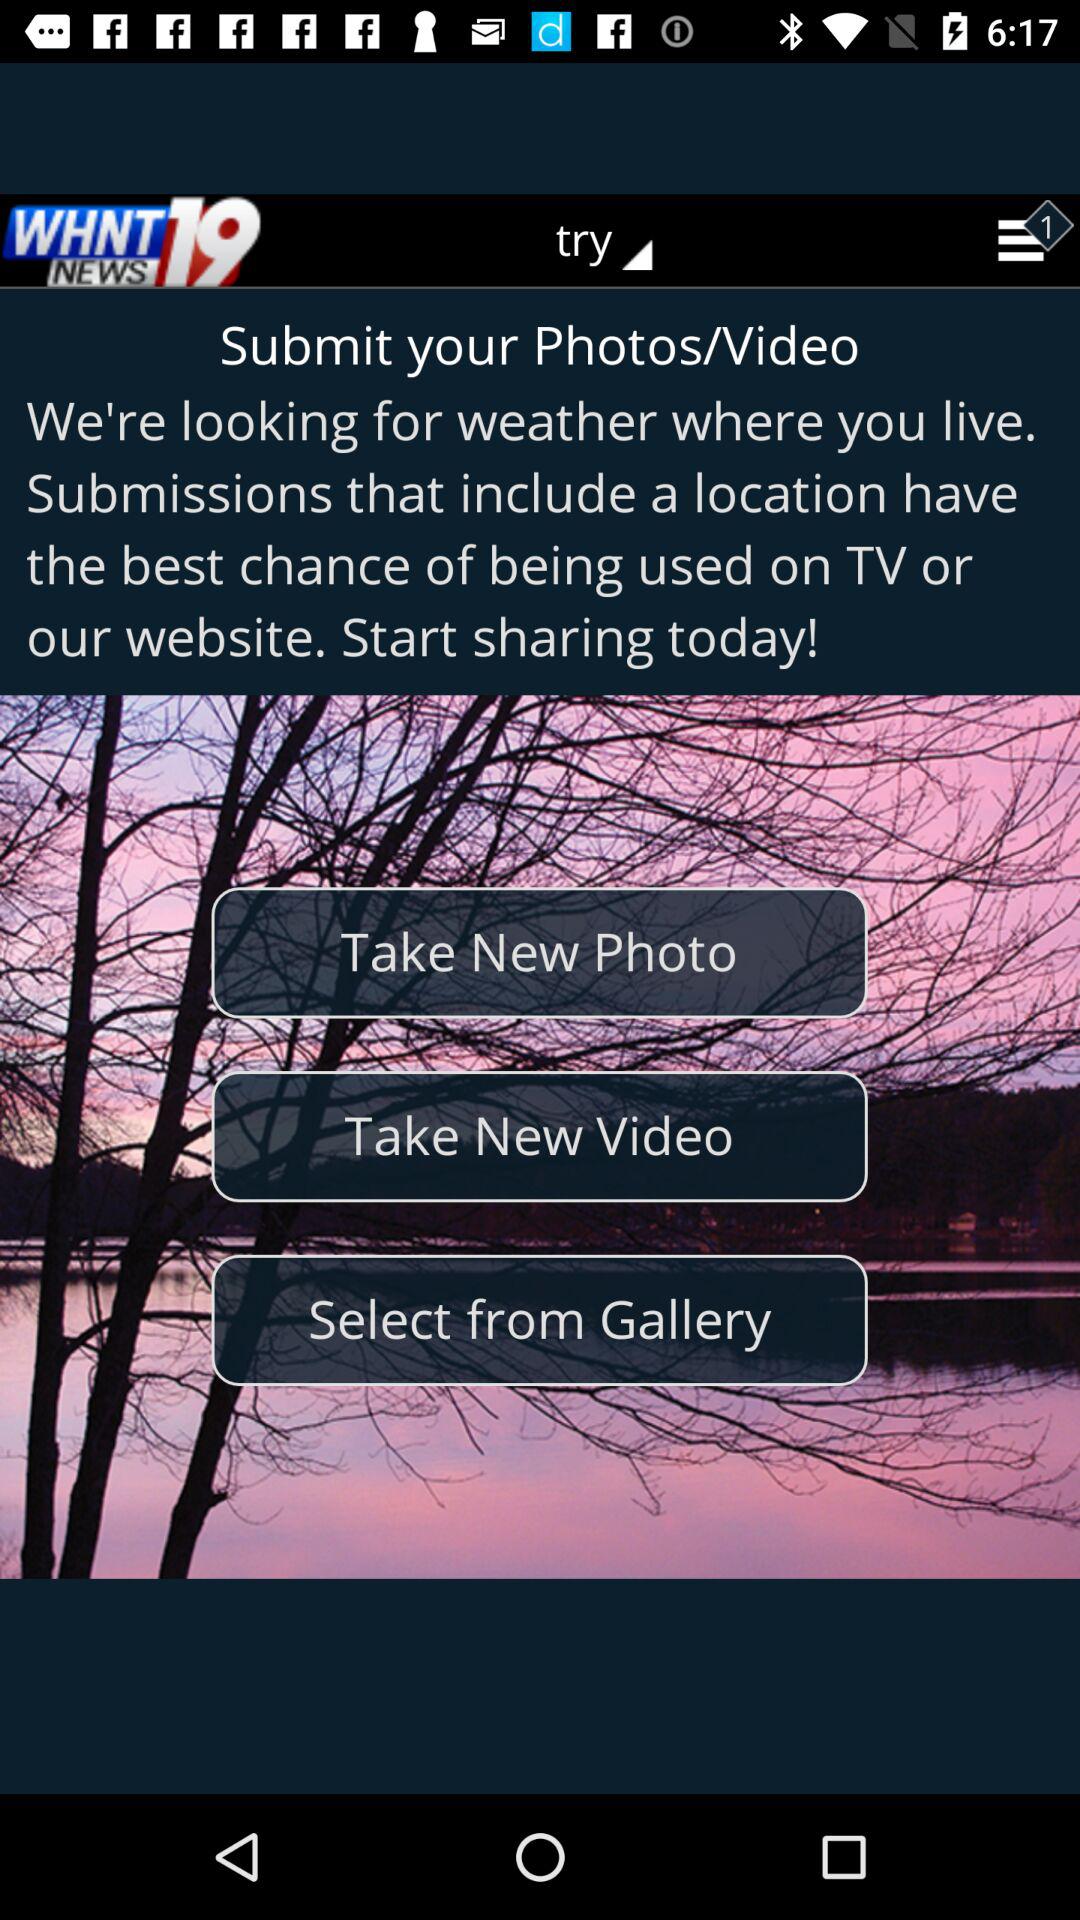 6:17
WHNT 19
NEWS
try
1
Submit your Photos/Video
We're looking for weather where you live.
Submissions that include a location have
the best chance of being used on TV or
our website. Start sharing today!
Take New Photo
Take New Video
Select from Gallery